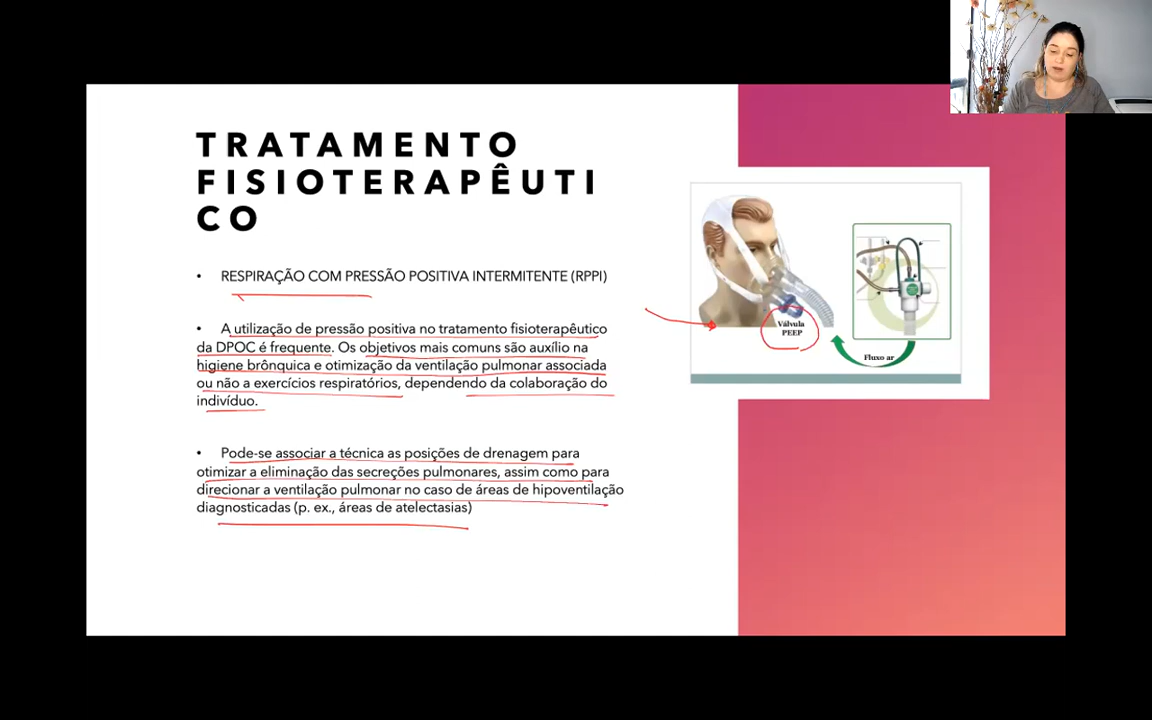 TRATAMENTO
FISIOTERAPÊUTI
CO
• RESPIRAÇÃO COM PRESSÃO POSITIVA INTERMITENTE (RPPI)
• A utilização de pressão positiva no tratamento fisioterapêutico
da DPOC é frequente. Os objetivos mais comuns são auxílio na
higiene brônquica e otimização da ventilação pulmonar associada
ou não a exercícios respiratórios, dependendo da colaboração do
indivíduo.
• Pode-se associar a técnica as posições de drenagem para
otimizar a eliminação das secreções pulmonares, assim como para
direcionar a ventilação pulmonar no caso de áreas de hipoventilação
diagnosticadas (p. ex., áreas de atelectasias)
Válvula
PEEP
Fluxo ar